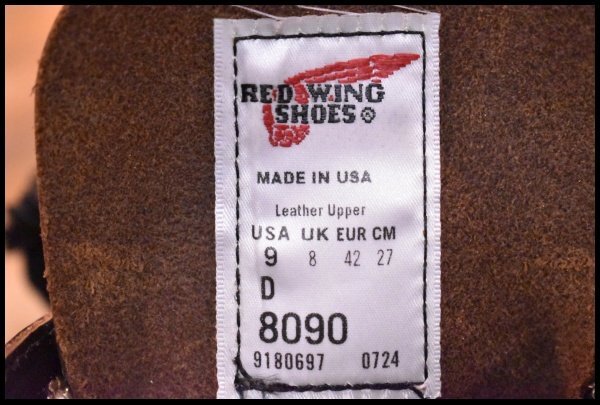 RED WING
SHOES ®
MADE IN USA
Leather Upper
USA UK EUR CM
9 8 42 27
D
8090
9180697 0724